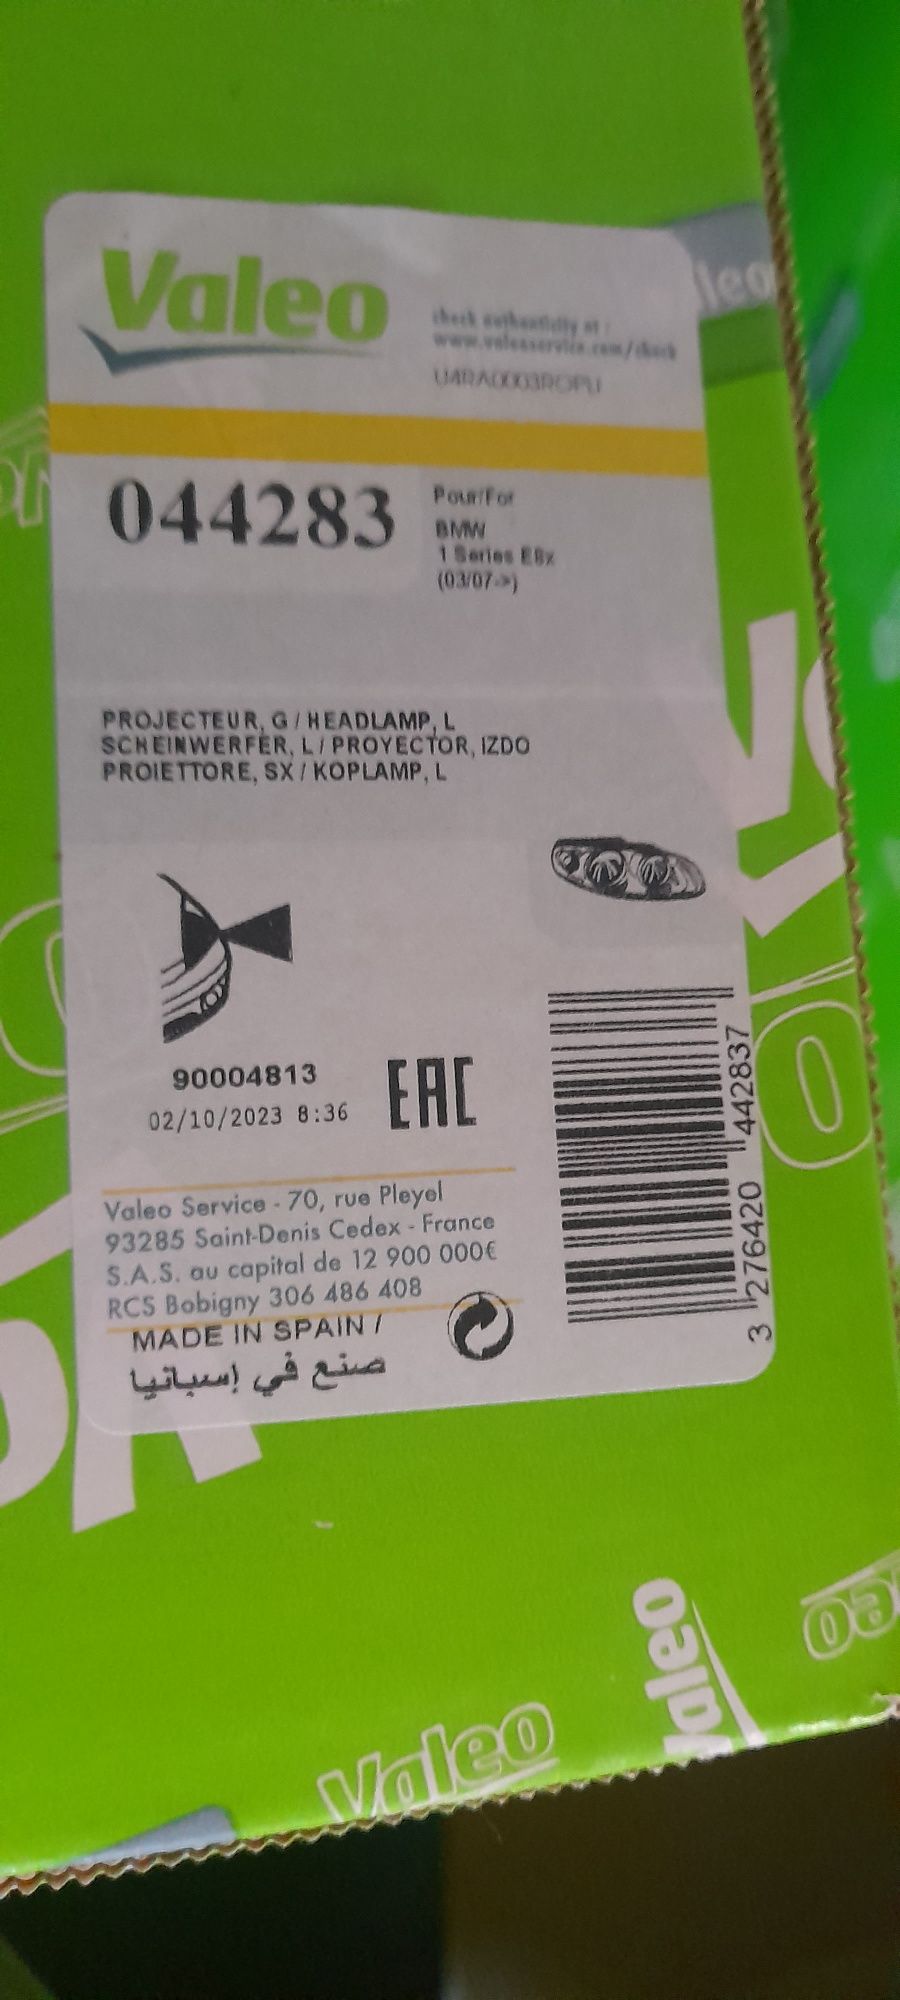 Valeo
check authenticity at :
www.valeoservice.com/check
044283
Pour/For
BMW
1 Series E8x
(03/07->)
PROJECTEUR, G / HEADLAMP, L
SCHEINWERFER, L / PROYECTOR, IZDO
PROIETTORE, SX / KOPLAMP, L
90004813
02/10/2023 8:36
EAC
Valeo Service - 70, rue Pleyel
93285 Saint-Denis Cedex - France
S.A.S. au capital de 12 900 000€
RCS Bobigny 306 486 408
MADE IN SPAIN /
صنع في إسبانيا
3 276420 442837
Valeo
Valeo